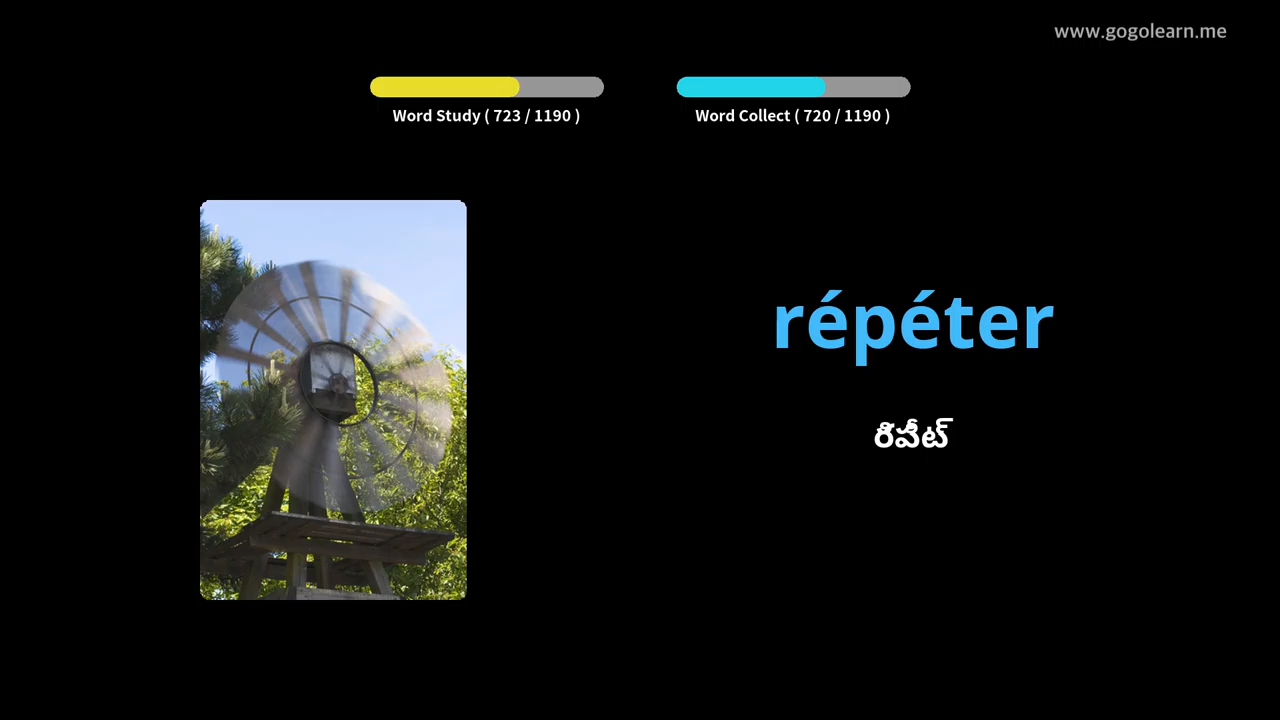 www.gogolearn.me
Word Study ( 723 / 1190 )
Word Collect ( 720 / 1190 )
répéter
రిపీట్